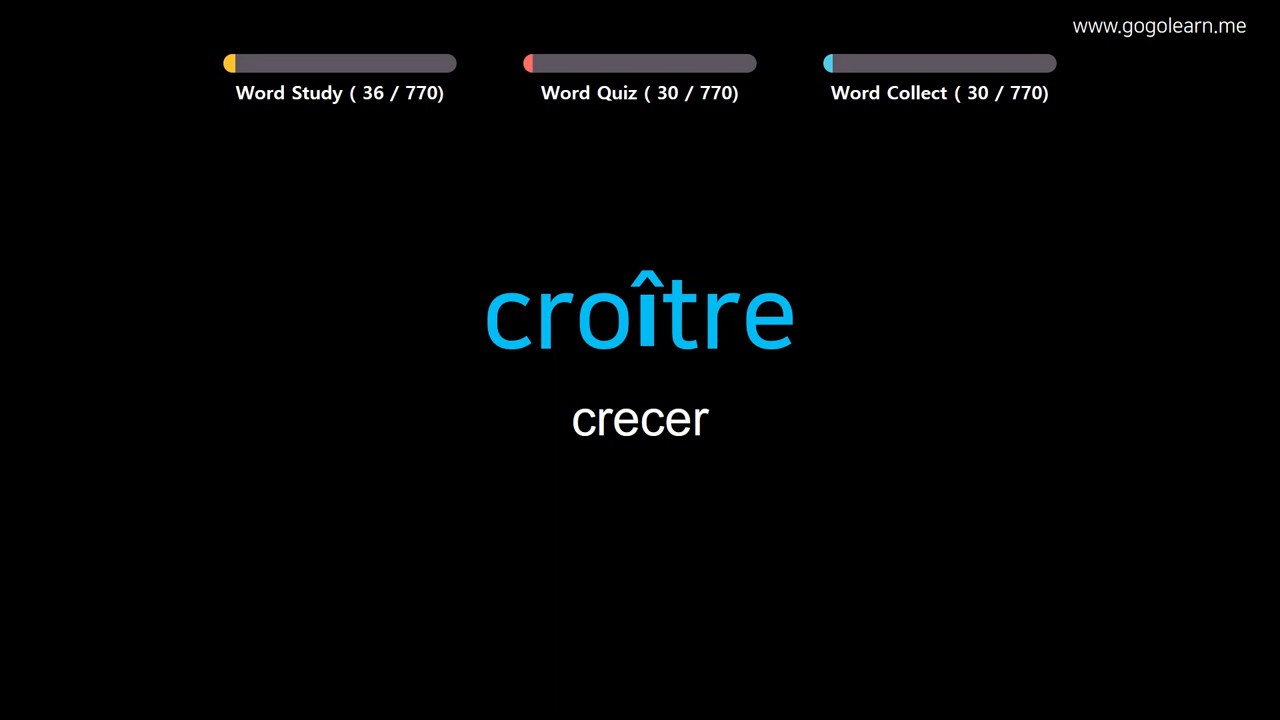 www.gogolearn.me
Word Study ( 36 / 770)
Word Quiz ( 30 / 770)
Word Collect ( 30 / 770)
croître
crecer